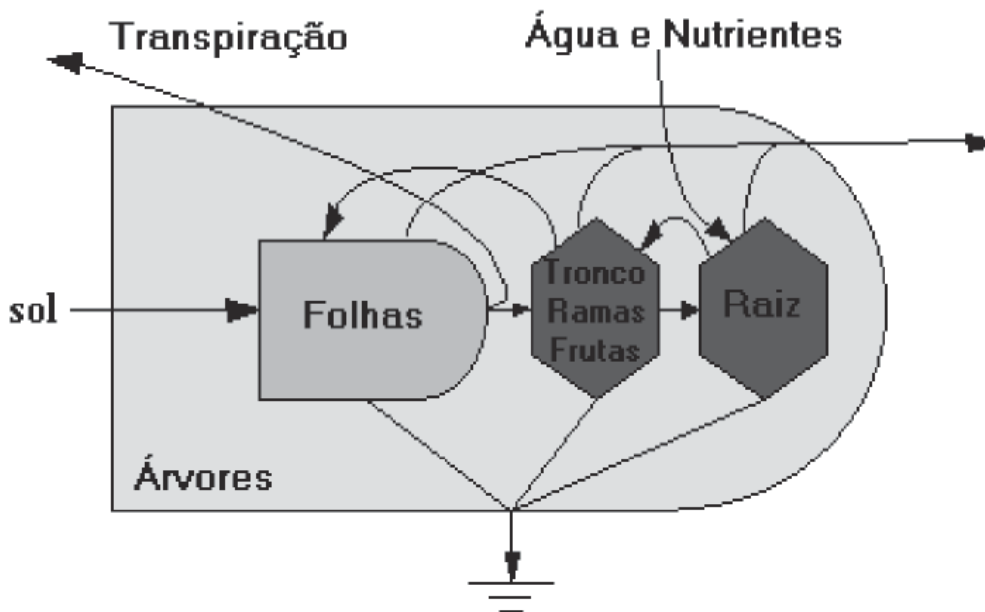 Transpiração
Água e Nutrientes
sol
Folhas
Tronco
Ramas
Frutas
Raiz
Árvores